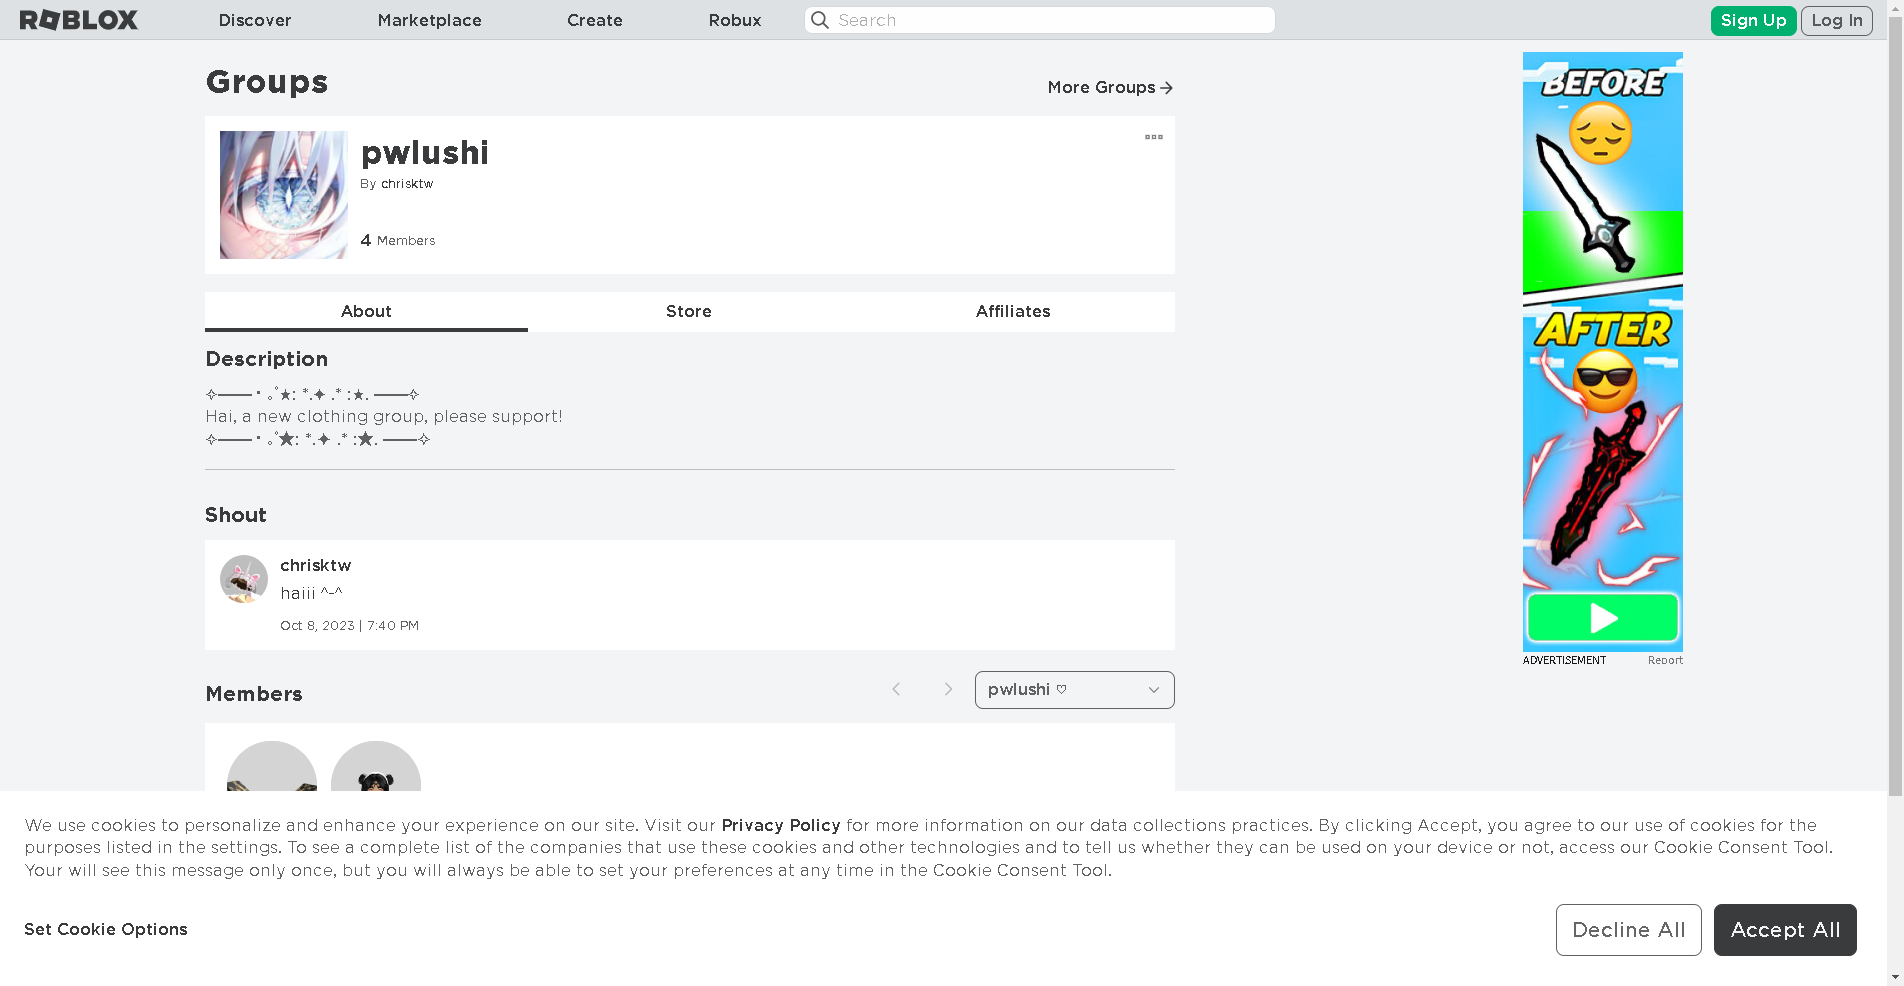 ROBLOX
Discover
Marketplace
Create
Robux
Search
Sign Up
Log In
Groups
More Groups
pwlushi
By chrisktw
4 Members
About
Store
Affiliates
Description
✧─── ･ ｡ﾟ★: *.✦ .* :★. ───✧
Hai, a new clothing group, please support!
✧─── ･ ｡ﾟ★: *.✦ .* :★. ───✧
Shout
chrisktw
haiii ^-^
Oct 8, 2023 | 7:40 PM
Members
pwlushi ♡
BEFORE
AFTER
ADVERTISEMENT
Report
We use cookies to personalize and enhance your experience on our site. Visit our Privacy Policy for more information on our data collections practices. By clicking Accept, you agree to our use of cookies for the
purposes listed in the settings. To see a complete list of the companies that use these cookies and other technologies and to tell us whether they can be used on your device or not, access our Cookie Consent Tool.
Your will see this message only once, but you will always be able to set your preferences at any time in the Cookie Consent Tool.
Set Cookie Options
Decline All
Accept All